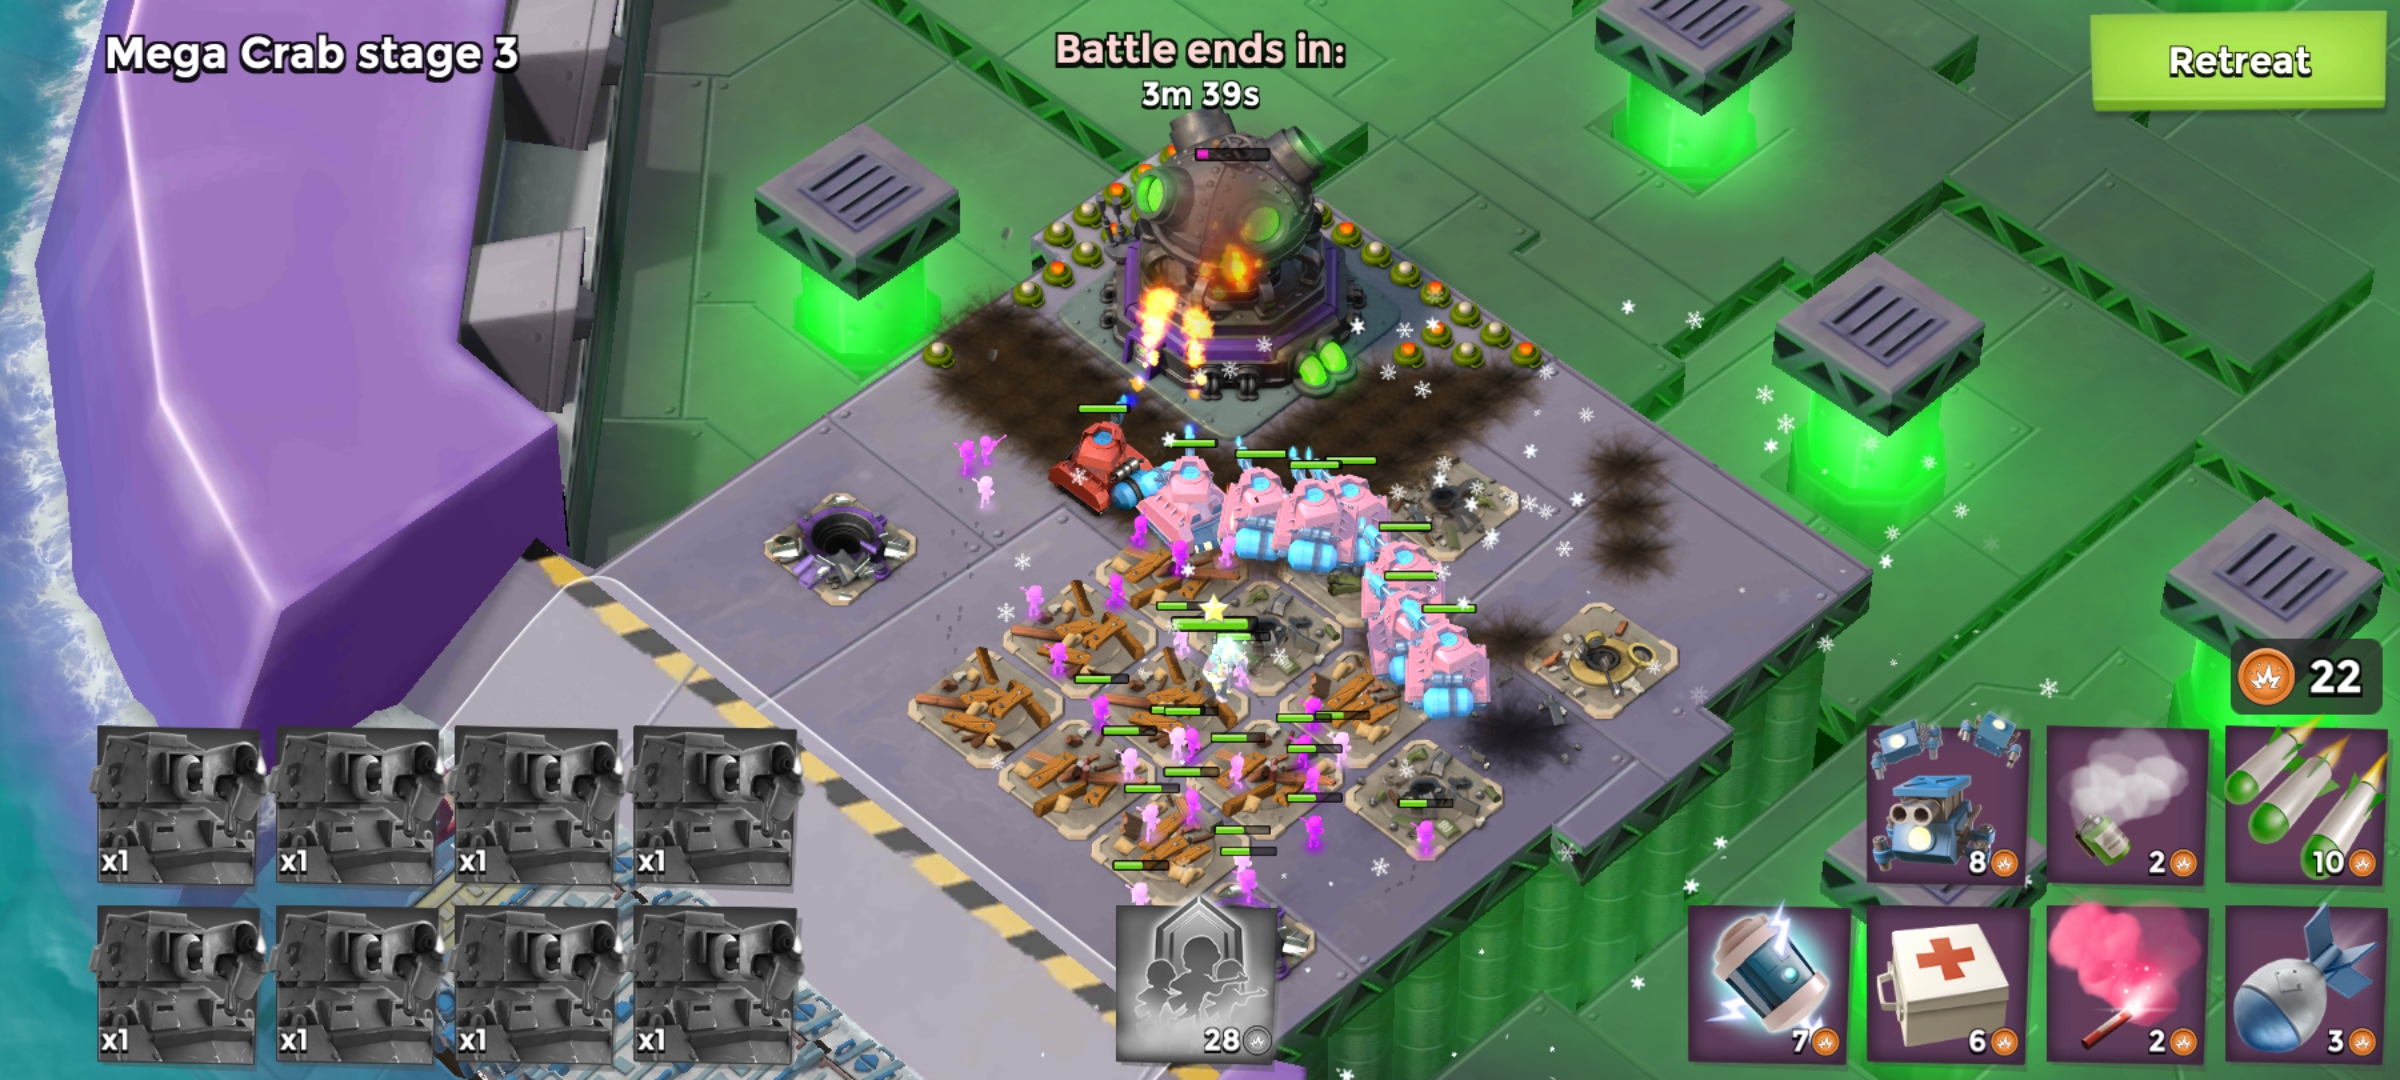 Mega Crab stage 3
Battle ends in:
3m 39s
Retreat
22
x1 x1 x1 x1
8 2 10
x1 x1 x1 x1
28
7 6 2 3